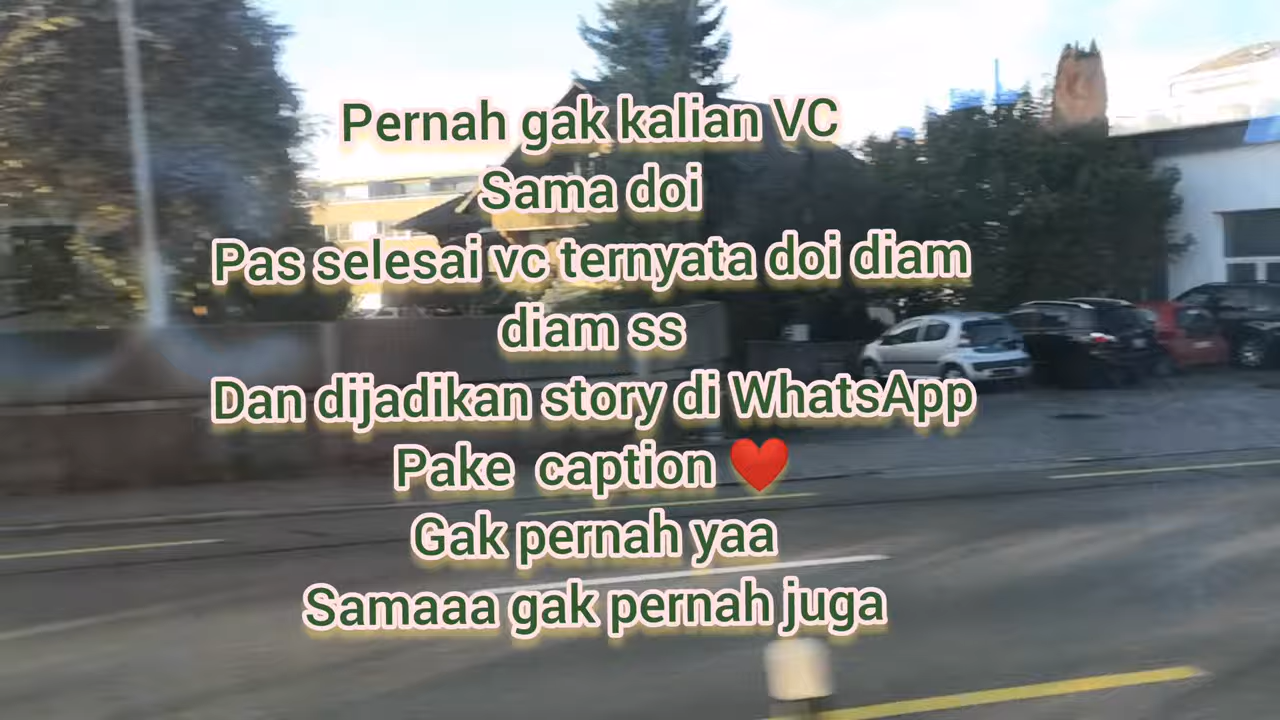 Pernah gak kalian VC
Sama doi
Pas selesai vc ternyata doi diam
diam ss
Dan dijadikan story di WhatsApp
Pake caption ❤️
Gak pernah yaa
Samaaa gak pernah juga